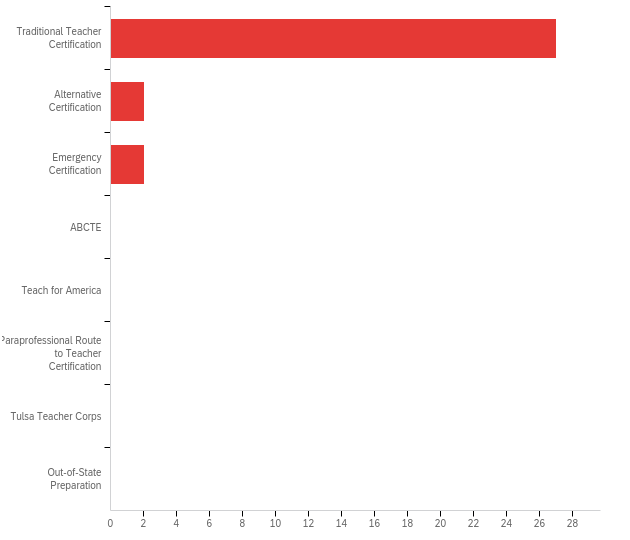 Traditional Teacher
Certification
Alternative
Certification
Emergency
Certification
ABCTE
Teach for America
Paraprofessional Route
to Teacher
Certification
Tulsa Teacher Corps
Out-of-State
Preparation
0 2 4 6 8 10 12 14 16 18 20 22 24 26 28